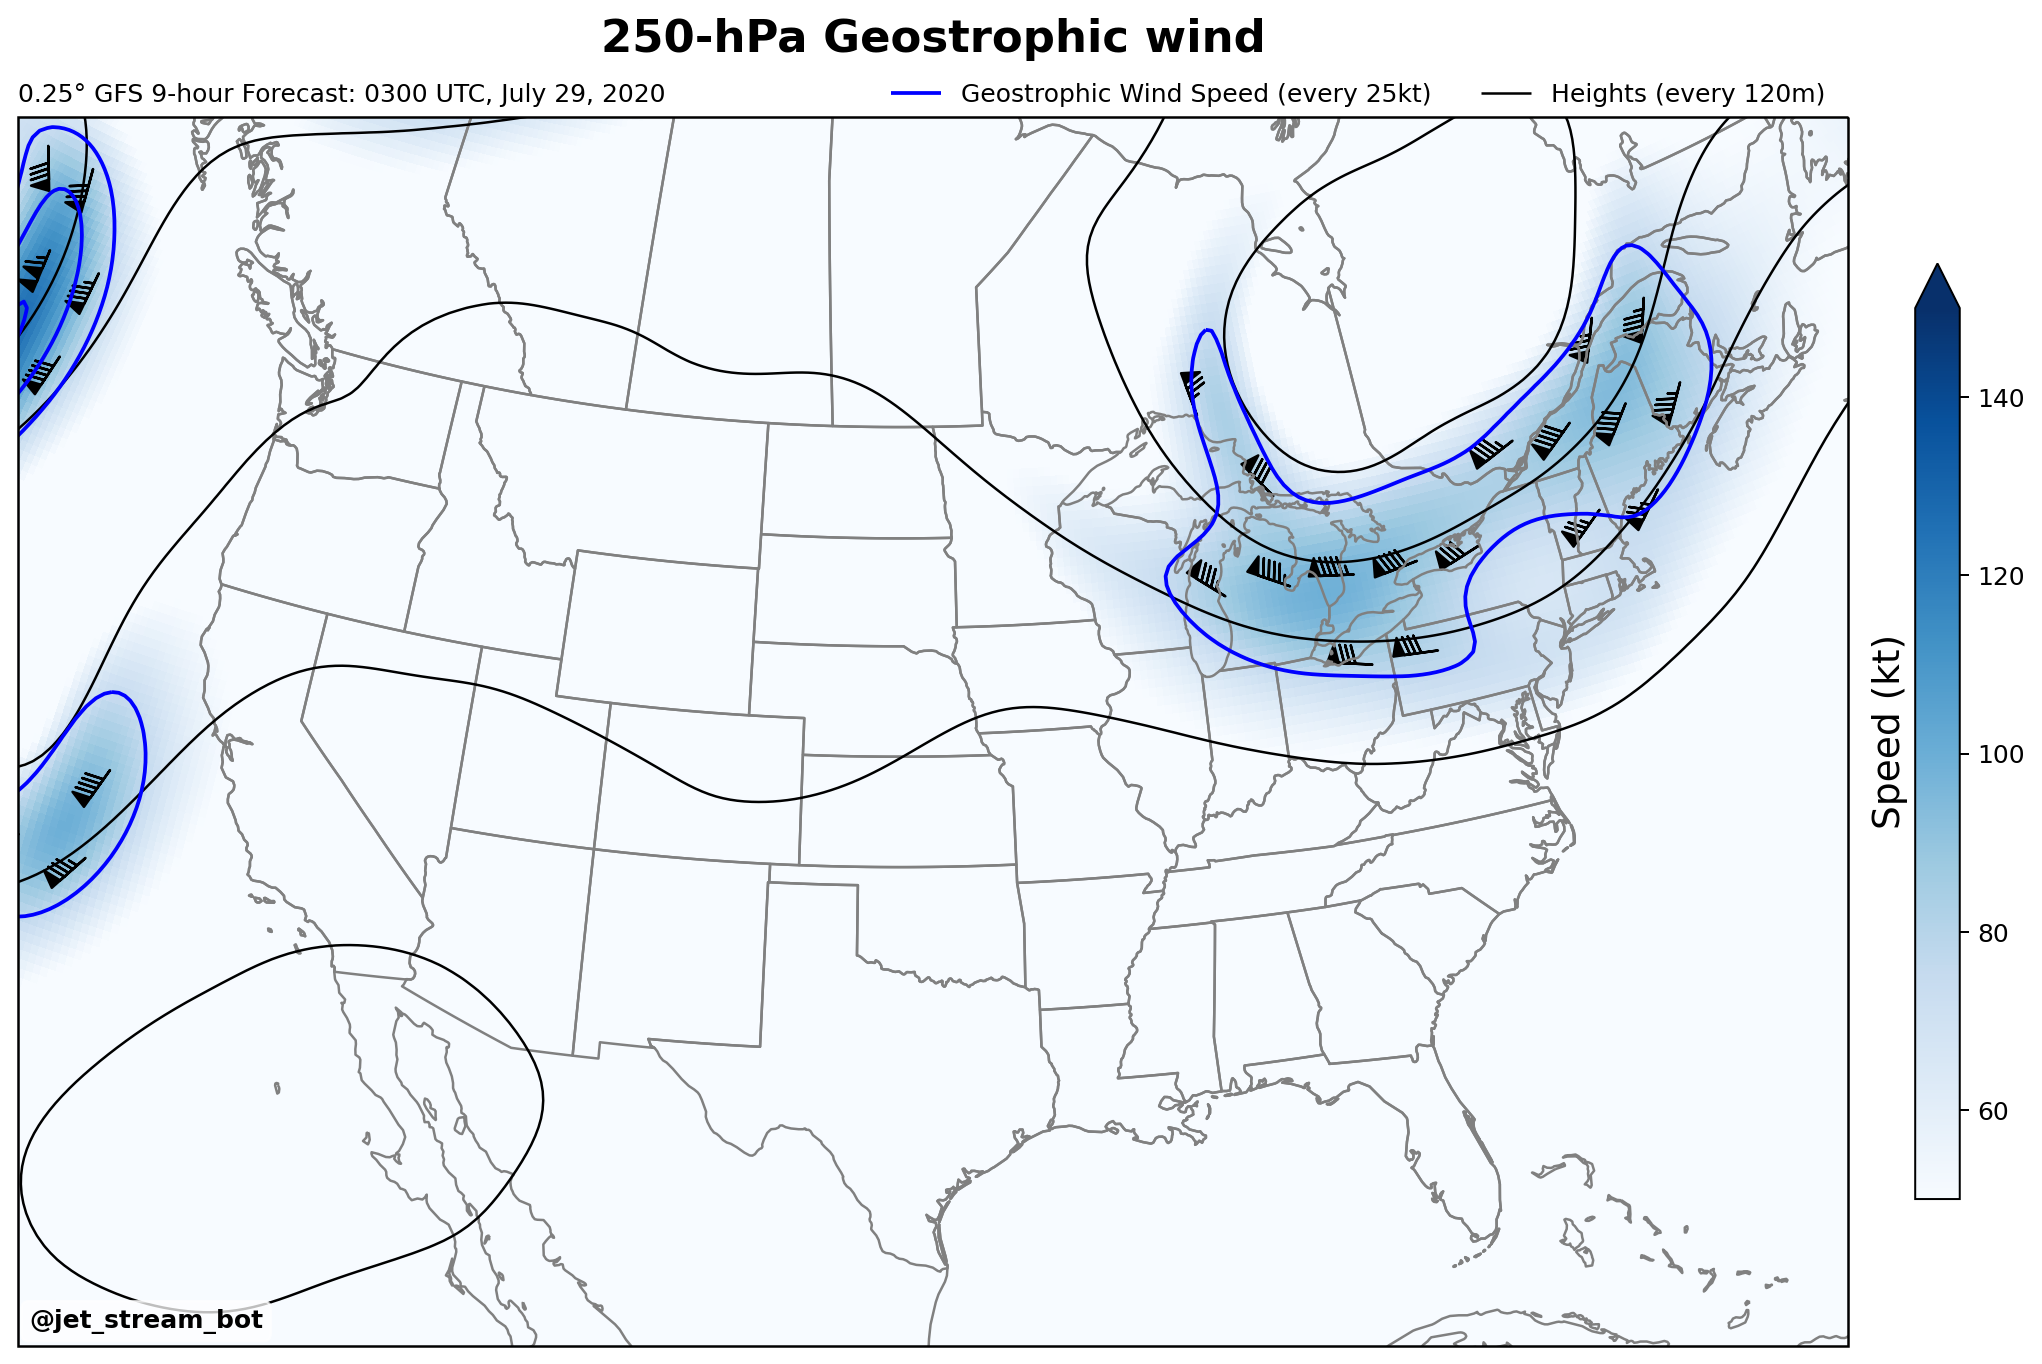 250-hPa Geostrophic wind
0.25° GFS 9-hour Forecast: 0300 UTC, July 29, 2020
Geostrophic Wind Speed (every 25kt)
Heights (every 120m)
140
120
100
80
60
Speed (kt)
@jet_stream_bot